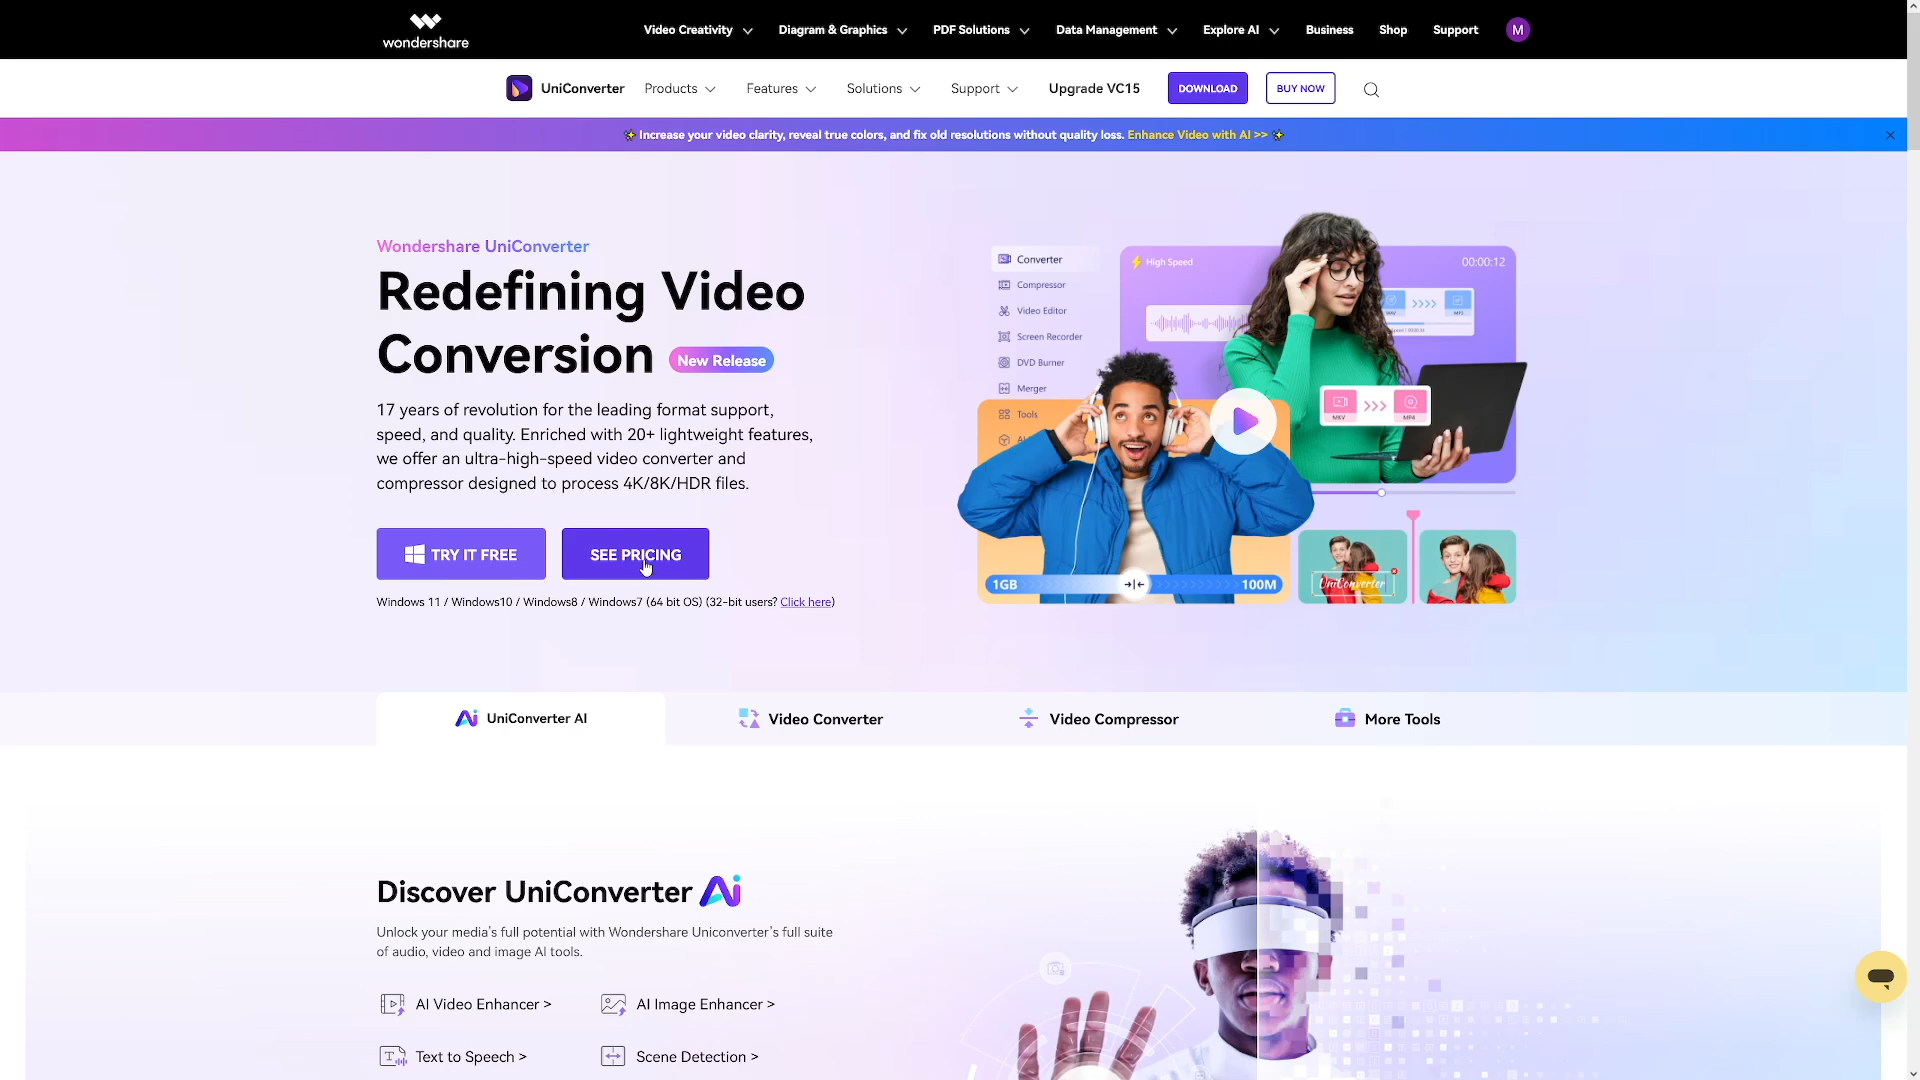 wondershare
Video Creativity
Diagram & Graphics
PDF Solutions
Data Management
Explore AI
Business
Shop
Support
M
UniConverter
Products
Features
Solutions
Support
Upgrade VC15
DOWNLOAD
BUY NOW
Increase your video clarity, reveal true colors, and fix old resolutions without quality loss. Enhance Video with AI >>
Wondershare UniConverter
Redefining Video
Conversion New Release
17 years of revolution for the leading format support,
speed, and quality. Enriched with 20+ lightweight features,
we offer an ultra-high-speed video converter and
compressor designed to process 4K/8K/HDR files.
TRY IT FREE
SEE PRICING
Windows 11 / Windows10 / Windows8 / Windows7 (64 bit OS) (32-bit users? Click here)
Converter
Compressor
Video Editor
Screen Recorder
DVD Burner
Merger
Tools
High Speed
00:00:12
MKV
MP4
1GB
100M
UniConverter
UniConverter AI
Video Converter
Video Compressor
More Tools
Discover UniConverter Ai
Unlock your media's full potential with Wondershare Uniconverter's full suite
of audio, video and image AI tools.
AI Video Enhancer >
AI Image Enhancer >
Text to Speech >
Scene Detection >